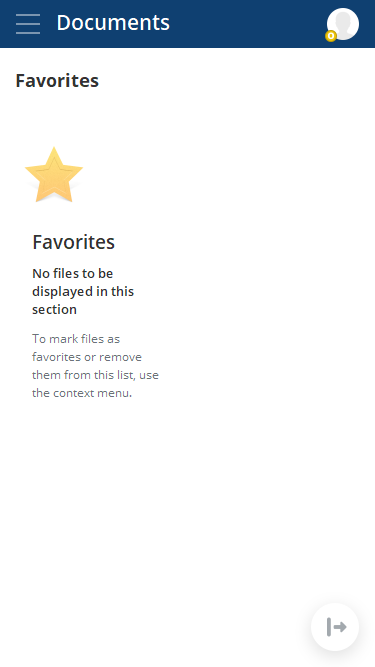 Documents
Favorites
Favorites
No files to be
displayed in this
section
To mark files as
favorites or remove
them from this list, use
the context menu.